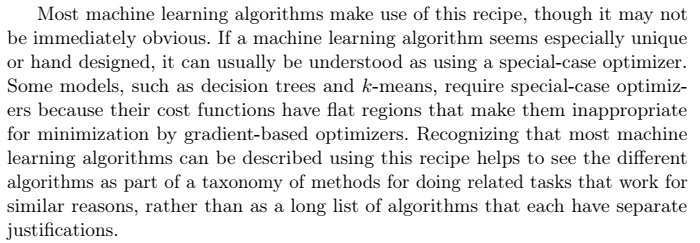 Most machine learning algorithms make use of this recipe, though it may not
be immediately obvious. If a machine learning algorithm seems especially unique
or hand designed, it can usually be understood as using a special-case optimizer.
Some models, such as decision trees and k-means, require special-case optimiz-
ers because their cost functions have flat regions that make them inappropriate
for minimization by gradient-based optimizers. Recognizing that most machine
learning algorithms can be described using this recipe helps to see the different
algorithms as part of a taxonomy of methods for doing related tasks that work for
similar reasons, rather than as a long list of algorithms that each have separate
justifications.